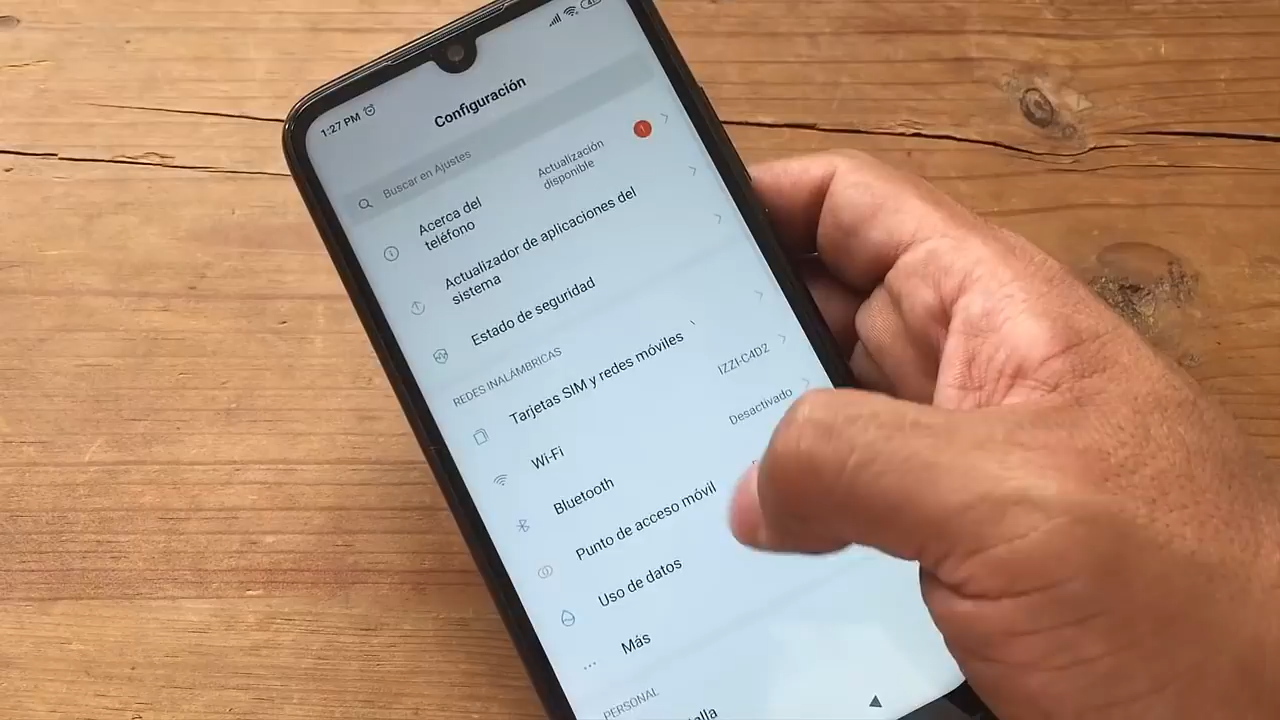 1:27 PM
Configuración
Buscar en Ajustes
Acerca del
teléfono
Actualización
disponible
1
Actualizador de aplicaciones del
sistema
Estado de seguridad
REDES INALÁMBRICAS
Tarjetas SIM y redes móviles
Wi-Fi
IZZI-C4D2
Bluetooth
Desactivado
Punto de acceso móvil
Uso de datos
Más
PERSONAL